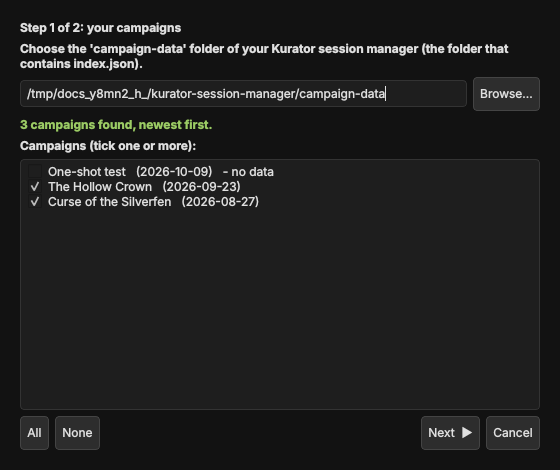 Step 1 of 2: your campaigns
Choose the 'campaign-data' folder of your Kurator session manager (the folder that
contains index.json).
/tmp/docs_y8mn2_h_/kurator-session-manager/campaign-data
Browse...
3 campaigns found, newest first.
Campaigns (tick one or more):
One-shot test (2026-10-09) - no data
✓ The Hollow Crown (2026-09-23)
✓ Curse of the Silverfen (2026-08-27)
All None Next ▶ Cancel